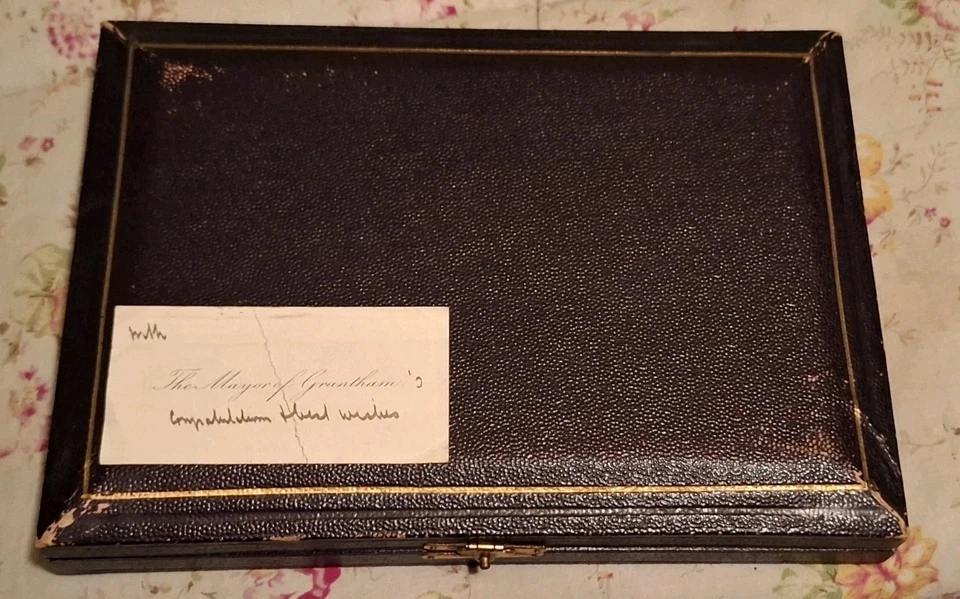 with
The Mayor of Grantham's
Congratulations & best wishes